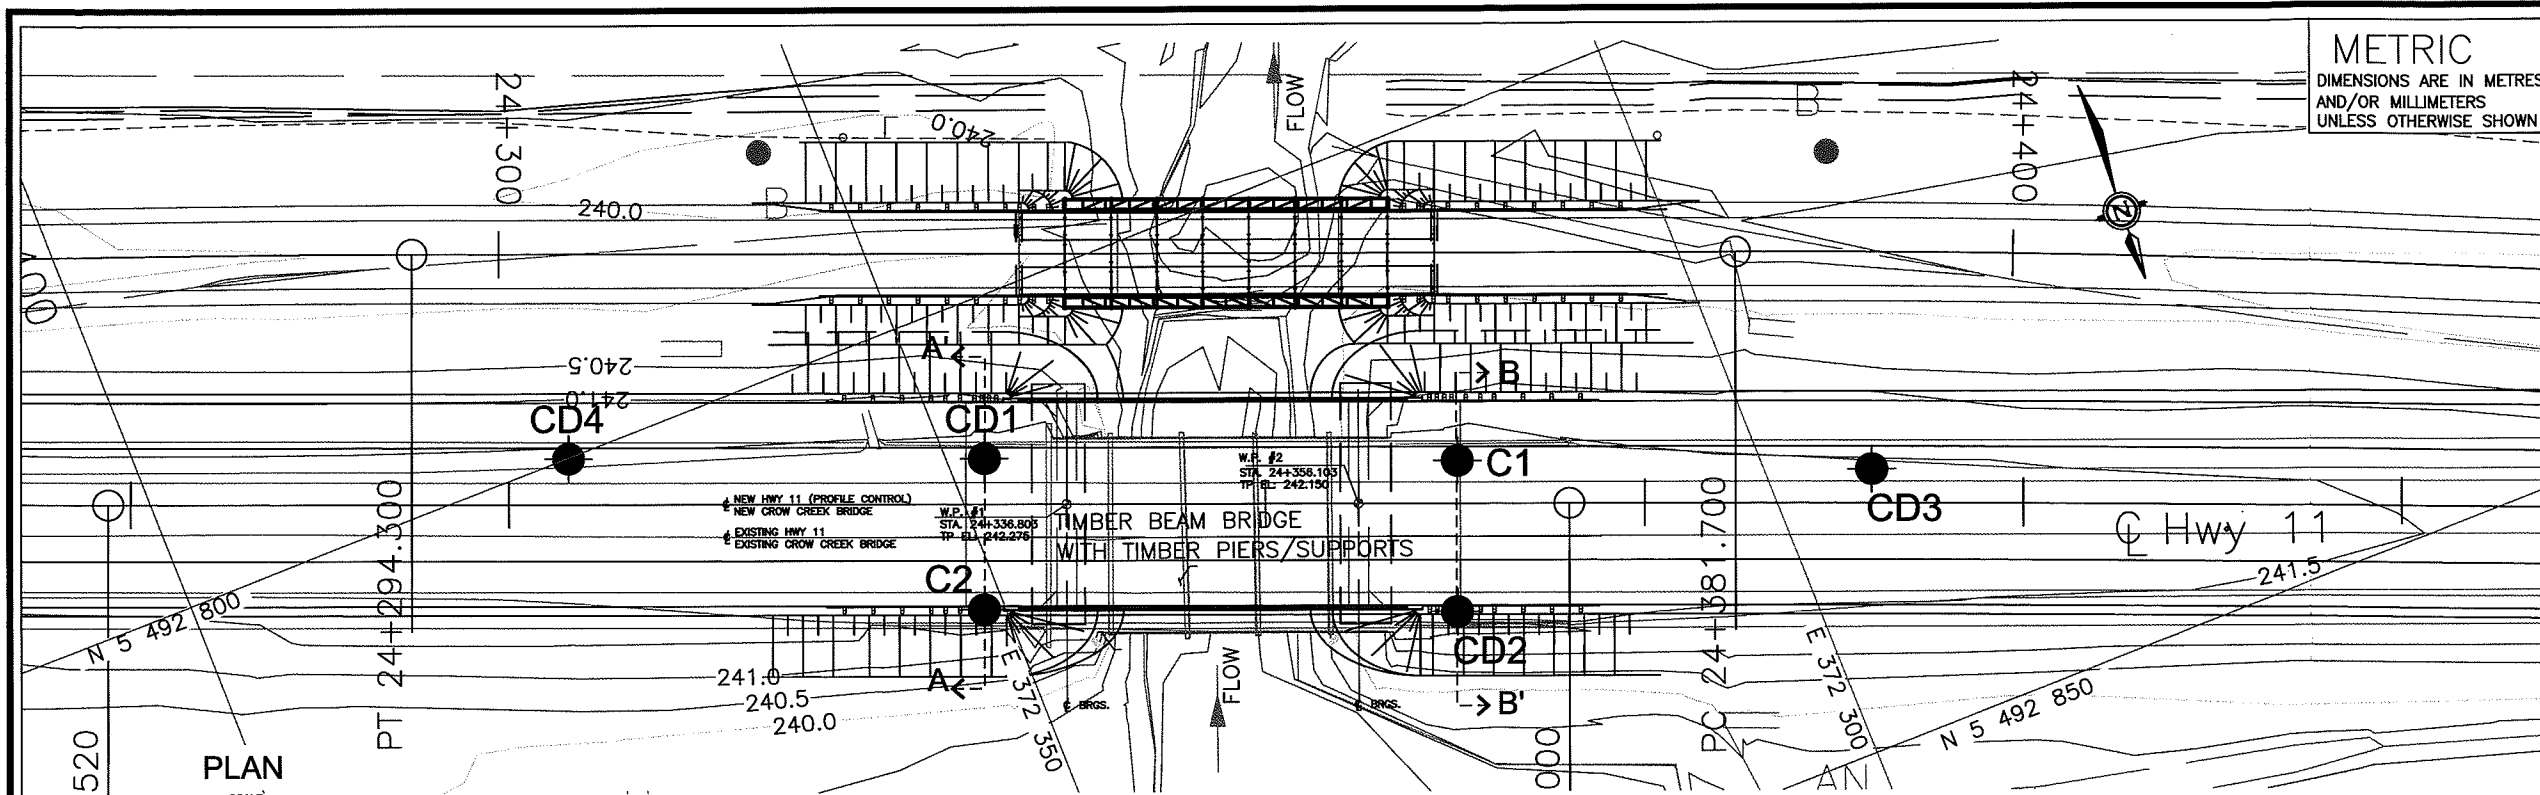 METRIC
DIMENSIONS ARE IN METRES
AND/OR MILLIMETERS
UNLESS OTHERWISE SHOWN
24+300
240.0
FLOW
B
24+400
B
240.0
N
00
240.5
241.0
A'
B
CD4
CD1
C1
CD3
W.P. #2
STA. 24+356.103
TP EL: 242.150
℄ NEW HWY 11 (PROFILE CONTROL)
NEW CROW CREEK BRIDGE
℄ EXISTING HWY 11
EXISTING CROW CREEK BRIDGE
W.P. #1
STA. 24+336.803
TP EL: 242.275
TIMBER BEAM BRIDGE
WITH TIMBER PIERS/SUPPORTS
℄ Hwy 11
241.5
C2
CD2
N 5 492 800
PT 24+294.300
PC 24+381.700
E 372 350
E 372 300
N 5 492 850
241.0
240.5
240.0
A
B'
℄ BRGS.
℄ BRGS.
FLOW
520
000
PLAN